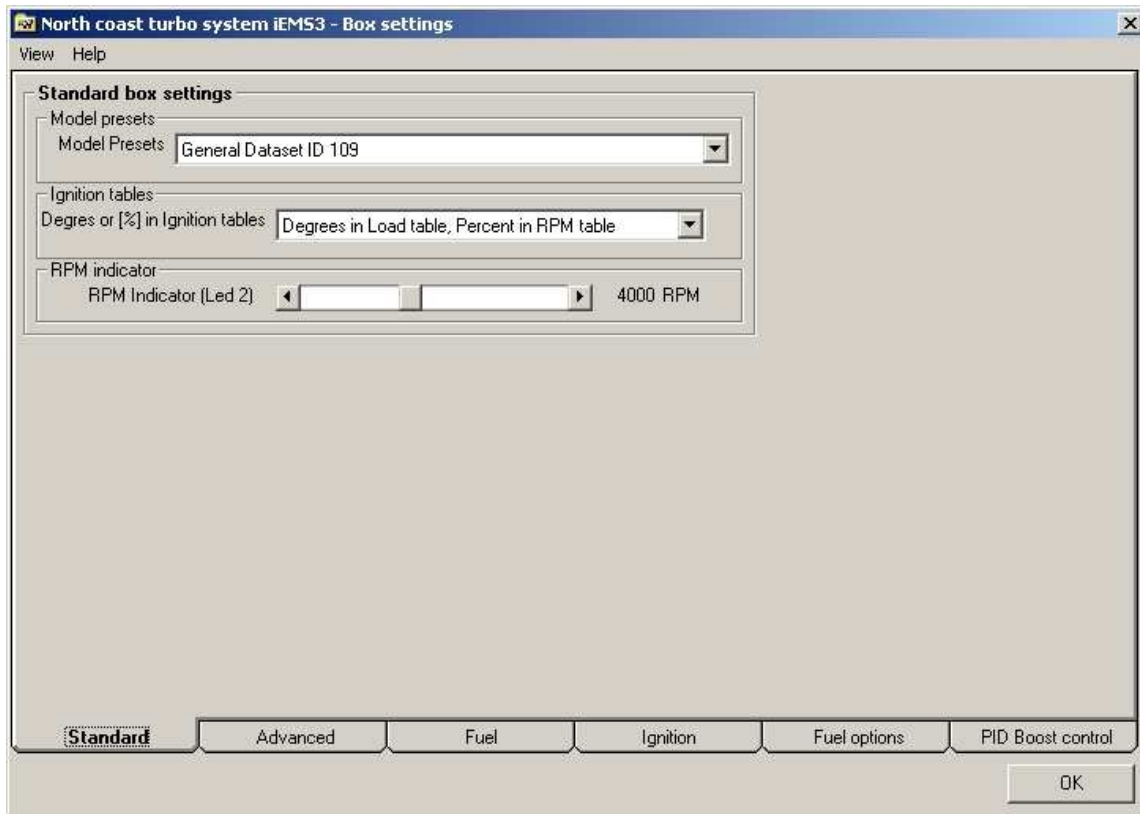 North coast turbo system iEMS3 - Box settings
View Help
Standard box settings
Model presets
Model Presets General Dataset ID 109
Ignition tables
Degres or [%] in Ignition tables Degrees in Load table, Percent in RPM table
RPM indicator
RPM Indicator (Led 2) 4000 RPM
Standard Advanced Fuel Ignition Fuel options PID Boost control
OK